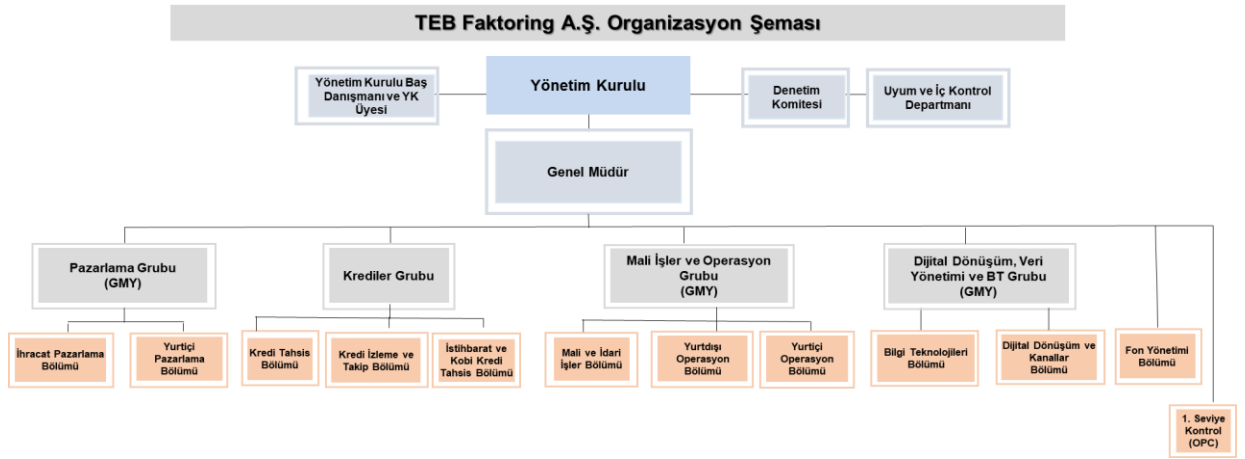 TEB Faktoring A.Ş. Organizasyon Şeması
Yönetim Kurulu Baş
Danışmanı ve YK
Üyesi
Yönetim Kurulu
Denetim
Komitesi
Uyum ve İç Kontrol
Departmanı
Genel Müdür
Pazarlama Grubu
(GMY)
Krediler Grubu
Mali İşler ve Operasyon
Grubu
(GMY)
Dijital Dönüşüm, Veri
Yönetimi ve BT Grubu
(GMY)
İhracat Pazarlama
Bölümü
Yurtiçi
Pazarlama
Bölümü
Kredi Tahsis
Bölümü
Kredi İzleme ve
Takip Bölümü
İstihbarat ve
Kobi Kredi
Tahsis Bölümü
Mali ve İdari
İşler Bölümü
Yurtdışı
Operasyon
Bölümü
Yurtiçi
Operasyon
Bölümü
Bilgi Teknolojileri
Bölümü
Dijital Dönüşüm ve
Kanallar
Bölümü
Fon Yönetimi
Bölümü
1. Seviye
Kontrol
(OPC)